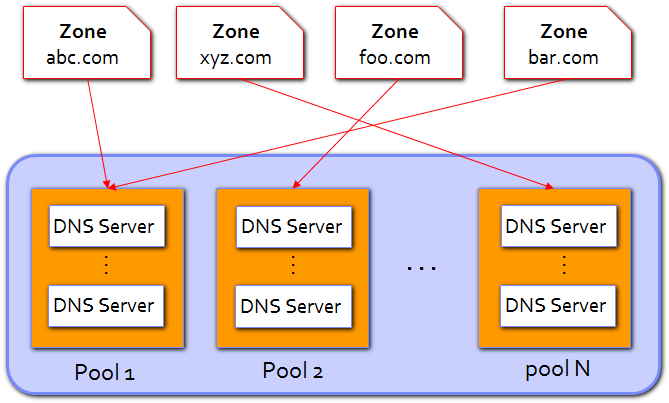 Zone
abc.com
Zone
xyz.com
Zone
foo.com
Zone
bar.com
DNS Server
DNS Server
DNS Server
⋮
⋮
...
⋮
DNS Server
DNS Server
DNS Server
Pool 1
Pool 2
pool N